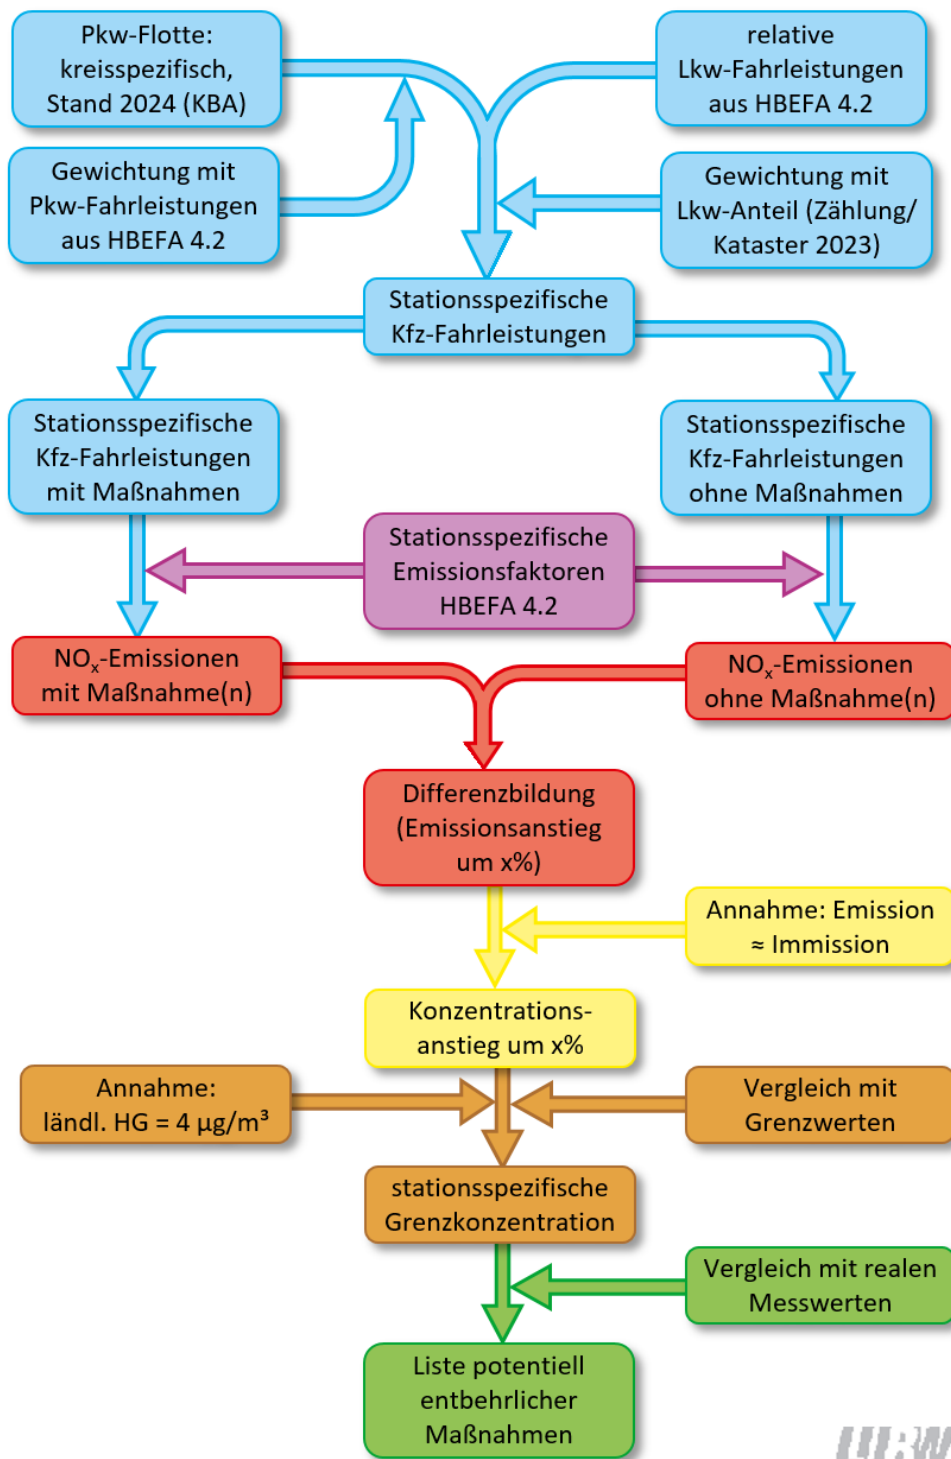 Pkw-Flotte:
kreisspezifisch,
Stand 2024 (KBA)
relative
Lkw-Fahrleistungen
aus HBEFA 4.2
Gewichtung mit
Pkw-Fahrleistungen
aus HBEFA 4.2
Gewichtung mit
Lkw-Anteil (Zählung/
Kataster 2023)
Stationsspezifische
Kfz-Fahrleistungen
Stationsspezifische
Kfz-Fahrleistungen
mit Maßnahmen
Stationsspezifische
Kfz-Fahrleistungen
ohne Maßnahmen
Stationsspezifische
Emissionsfaktoren
HBEFA 4.2
NOₓ-Emissionen
mit Maßnahme(n)
NOₓ-Emissionen
ohne Maßnahme(n)
Differenzbildung
(Emissionsanstieg
um x%)
Annahme: Emission
≈ Immission
Konzentrations-
anstieg um x%
Annahme:
ländl. HG = 4 µg/m³
Vergleich mit
Grenzwerten
stationsspezifische
Grenzkonzentration
Vergleich mit realen
Messwerten
Liste potentiell
entbehrlicher
Maßnahmen